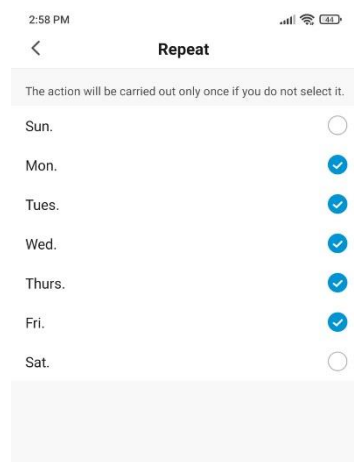 2:58 PM
44
Repeat
The action will be carried out only once if you do not select it.
Sun.
Mon.
Tues.
Wed.
Thurs.
Fri.
Sat.